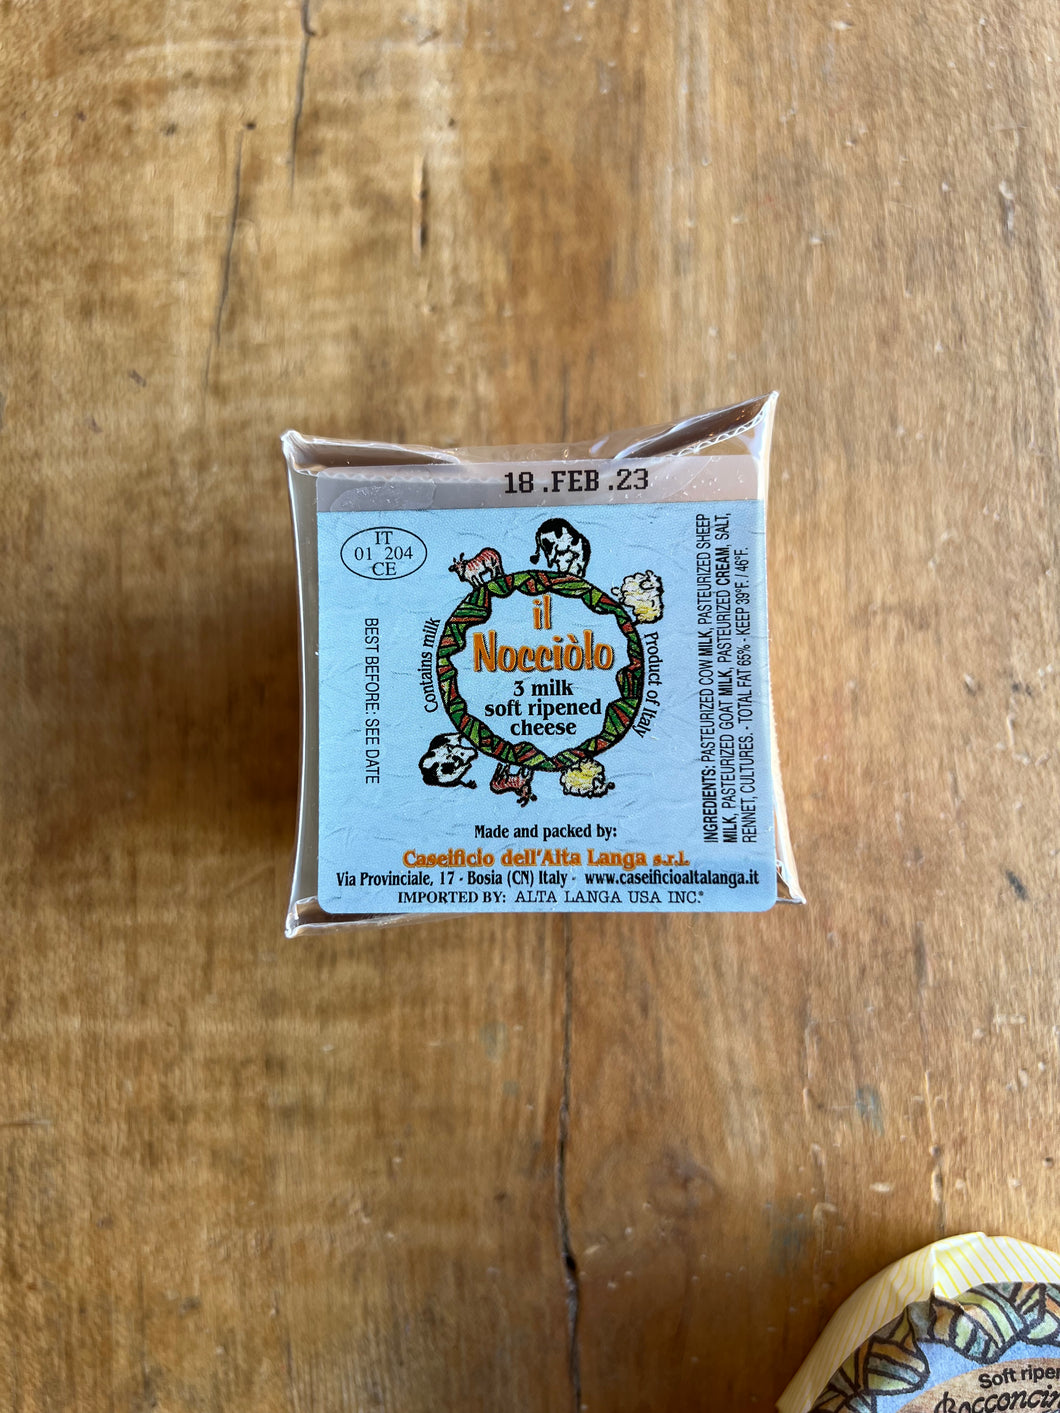 18.FEB.23
IT
01 204
CE
il
Nocciòlo
3 milk
soft ripened
cheese
Contains milk
Product of Italy
BEST BEFORE: SEE DATE
INGREDIENTS: PASTEURIZED COW MILK, PASTEURIZED SHEEP
MILK, PASTEURIZED GOAT MILK, PASTEURIZED CREAM, SALT,
RENNET, CULTURES. - TOTAL FAT 65% - KEEP 39°F. / 46°F.
Made and packed by:
Caseificio dell'Alta Langa s.r.l.
Via Provinciale, 17 - Bosia (CN) Italy - www.caseificioaltalanga.it
IMPORTED BY: ALTA LANGA USA INC.
Soft ripe
Bocconcin